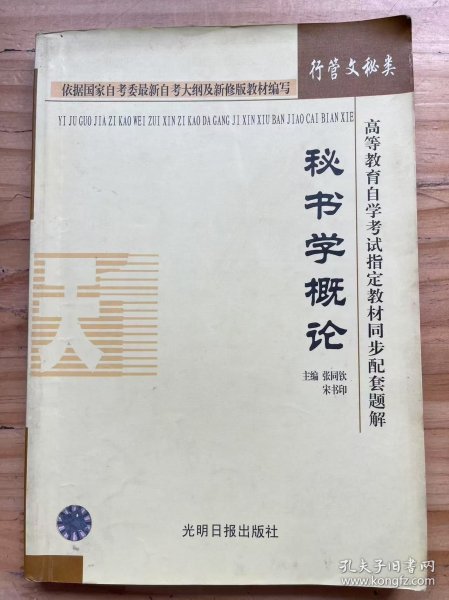 行管文秘类
依据国家自考委最新自考大纲及新修版教材编写
YI JU GUO JIA ZI KAO WEI ZUI XIN ZI KAO DA GANG JI XIN XIU BAN JIAO CAI BIAN XIE
高等教育自学考试指定教材同步配套题解
秘书学概论
主编 张同钦
宋书印
光明日报出版社
孔夫子旧书网
www.kongfz.com